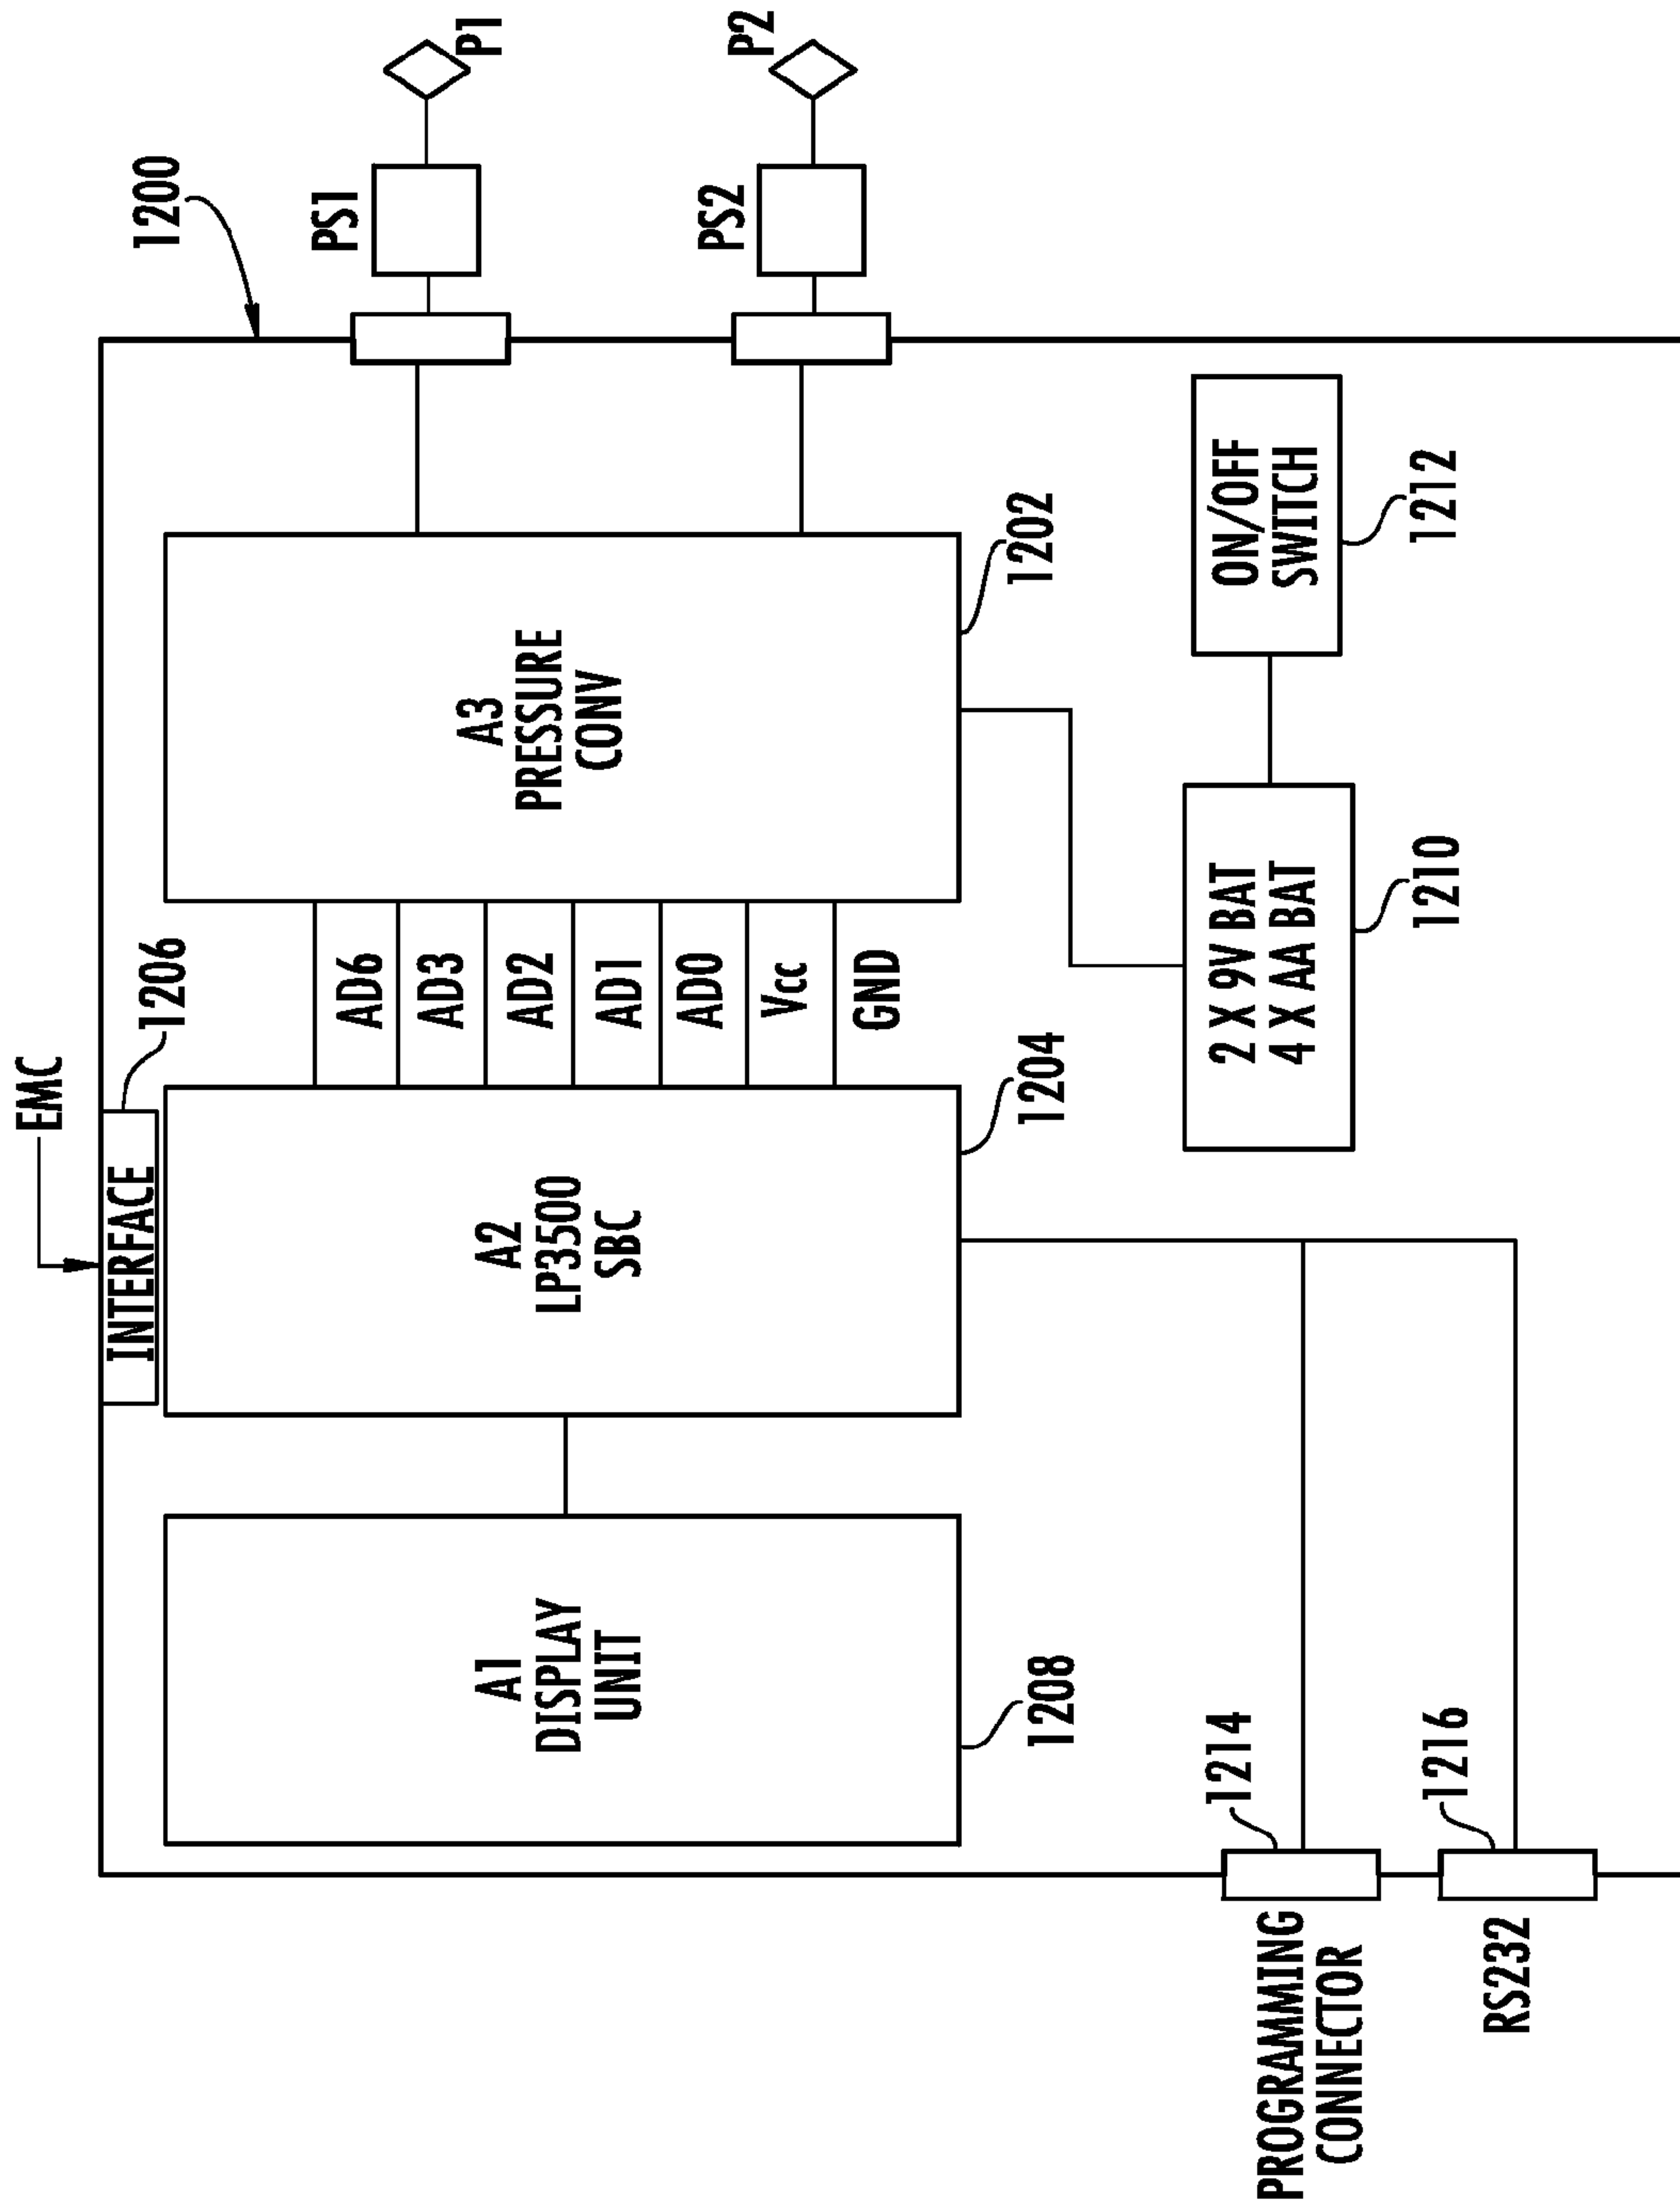 EMC
1206
INTERFACE
1200
PS1
P1
PS2
P2
A1
DISPLAY
UNIT
1208
A2
LP3500
SBC
1204
AD6
AD3
AD2
AD1
AD0
Vcc
GND
A3
PRESSURE
CONV
1202
2 X 9V BAT
4 X AA BAT
1210
ON/OFF
SWITCH
1212
1214
PROGRAMMING
CONNECTOR
1216
RS232